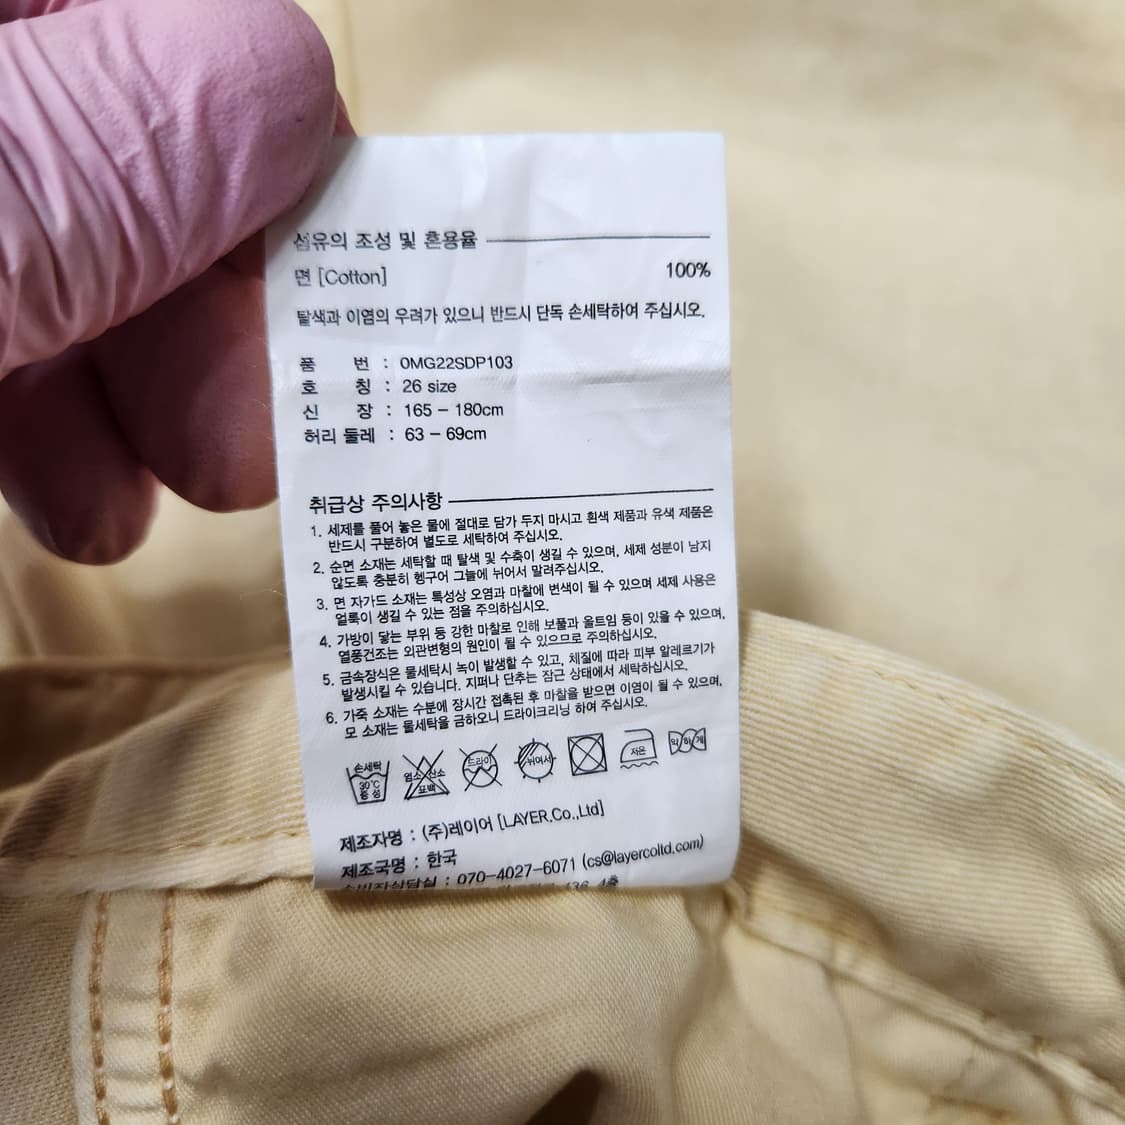 섬유의 조성 및 혼용율
면 [Cotton] 100%
탈색과 이염의 우려가 있으니 반드시 단독 손세탁하여 주십시오.
품 번 : 0MG22SDP103
호 칭 : 26 size
신 장 : 165 – 180cm
허리 둘레 : 63 – 69cm
취급상 주의사항
1. 세제를 풀어 놓은 물에 절대로 담가 두지 마시고 흰색 제품과 유색 제품은
반드시 구분하여 별도로 세탁하여 주십시오.
2. 순면 소재는 세탁할 때 탈색 및 수축이 생길 수 있으며, 세제 성분이 남지
않도록 충분히 헹구어 그늘에 뉘어서 말려주십시오.
3. 면 자가드 소재는 특성상 오염과 마찰에 변색이 될 수 있으며 세제 사용은
얼룩이 생길 수 있는 점을 주의하십시오.
4. 가방이 닿는 부위 등 강한 마찰로 인해 보풀과 올트임 등이 있을 수 있으며,
열풍건조는 외관변형의 원인이 될 수 있으므로 주의하십시오.
5. 금속장식은 물세탁시 녹이 발생할 수 있고, 체질에 따라 피부 알레르기가
발생시킬 수 있습니다. 지퍼나 단추는 잠근 상태에서 세탁하십시오.
6. 가죽 소재는 수분에 장시간 접촉된 후 마찰을 받으면 이염이 될 수 있으며,
모 소재는 물세탁을 금하오니 드라이크리닝 하여 주십시오.
손세탁 30℃ 중성
염소 산소 표백
드라이
뉘어서
저온
약하게
제조자명 : (주)레이어 [LAYER.Co.,Ltd]
제조국명 : 한국
소비자상담실 : 070–4027–6071 (cs@layercoltd.com)
136 4층